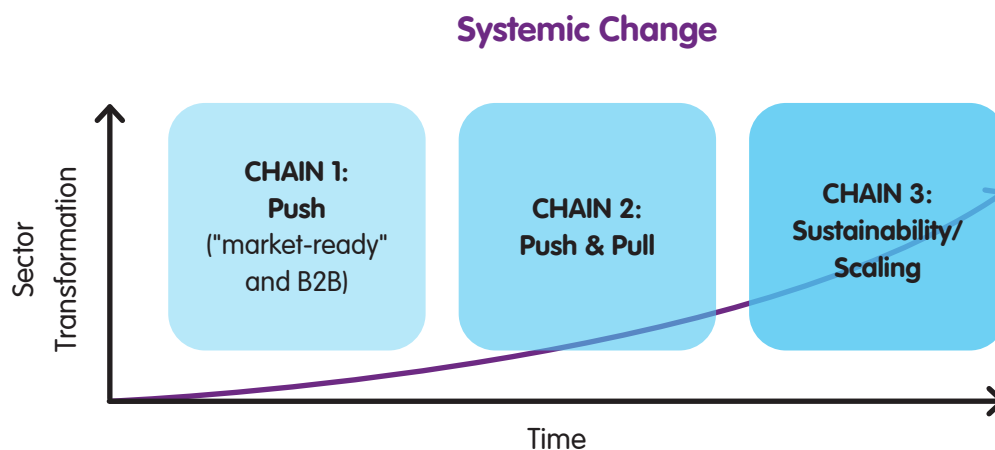 Systemic Change
Sector
Transformation
CHAIN 1:
Push
("market-ready"
and B2B)
CHAIN 2:
Push & Pull
CHAIN 3:
Sustainability/
Scaling
Time